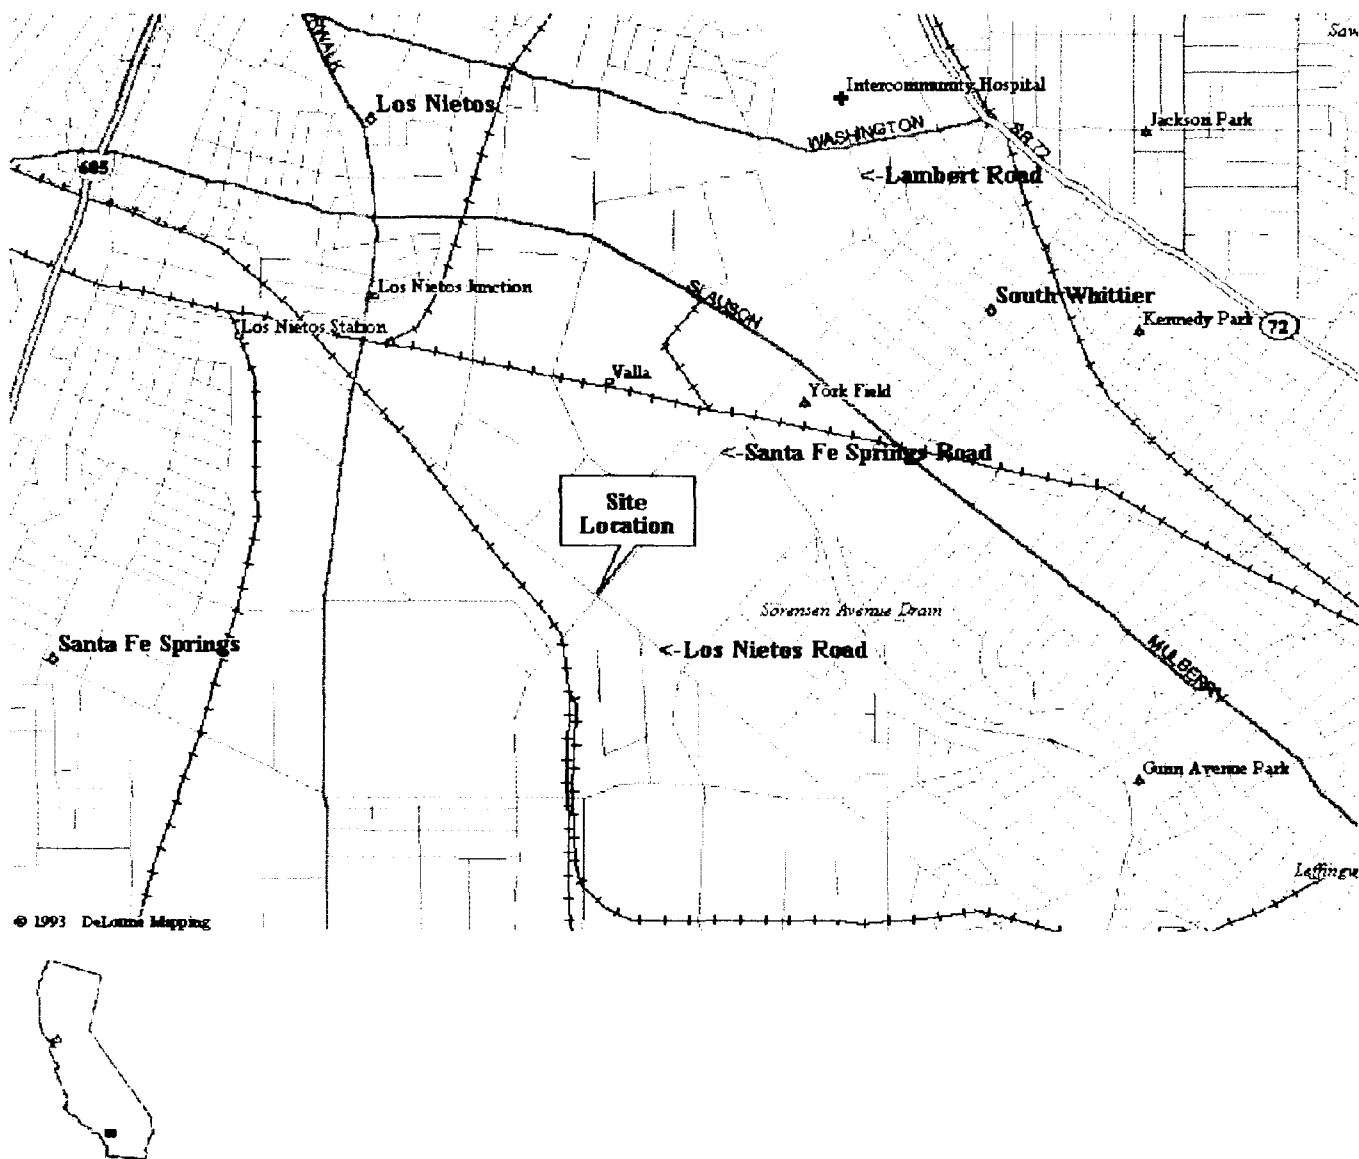 Sav
Intercommunity Hospital
Los Nietos
WASHINGTON
SR 72
Jackson Park
605
<-Lambert Road
Los Nietos Junction
SLAUSON
South Whittier
Kennedy Park
72
Los Nietos Station
Valla
York Field
<-Santa Fe Springs Road
Site
Location
Sorensen Avenue Drain
Santa Fe Springs
<-Los Nietos Road
MULBERRY
Gunn Avenue Park
Leffingw
© 1993 DeLorme Mapping